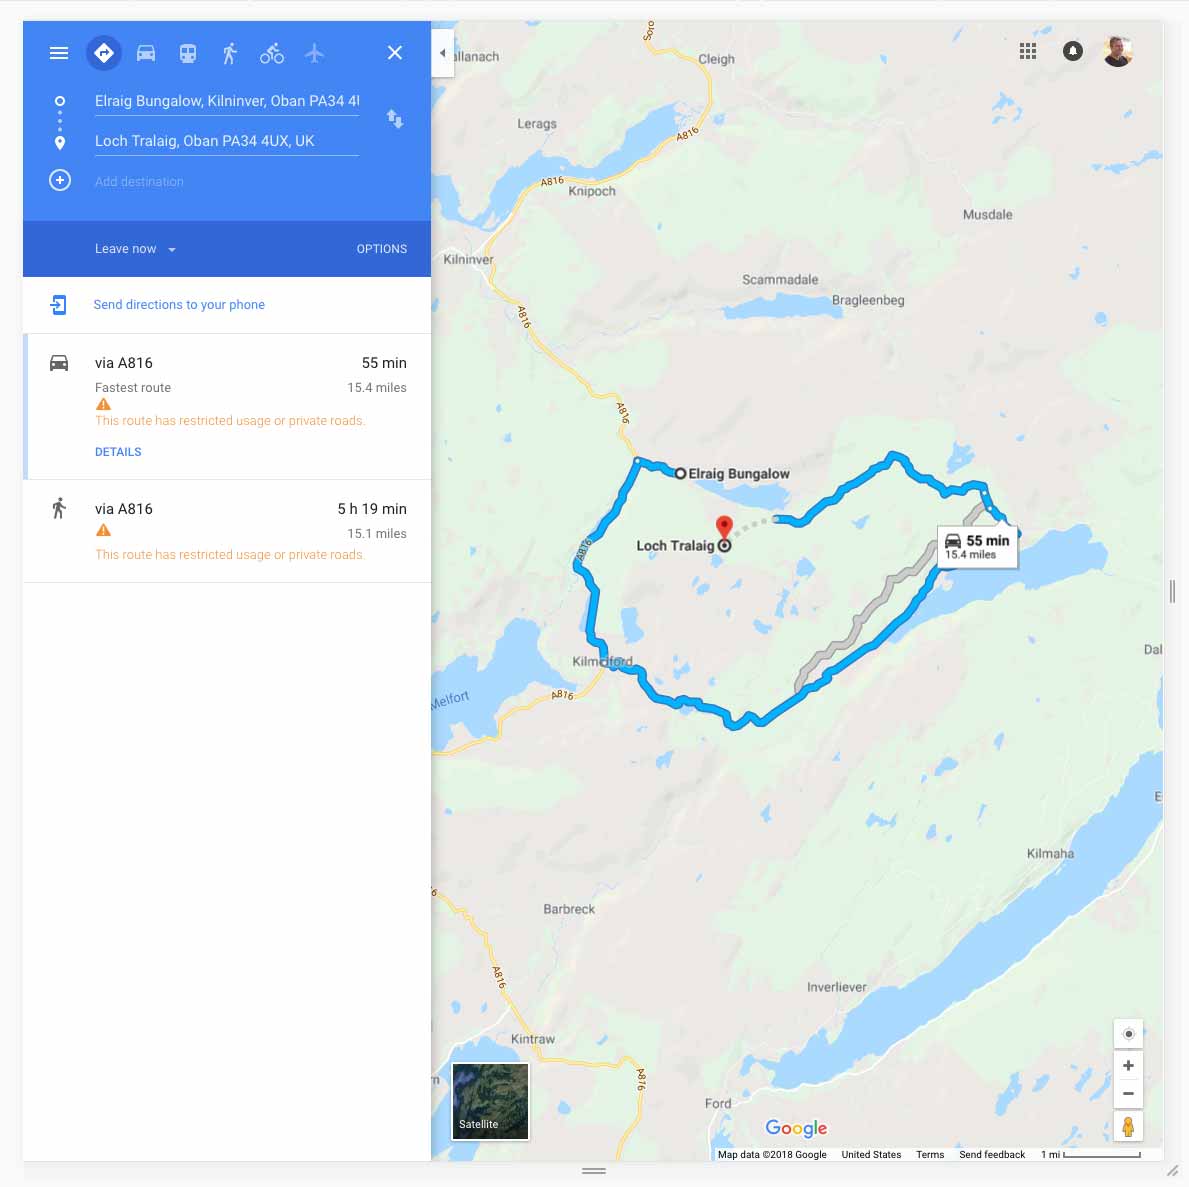 Elraig Bungalow, Kilninver, Oban PA34 4
Loch Tralaig, Oban PA34 4UX, UK
Add destination
Leave now
OPTIONS
Send directions to your phone
via A816
55 min
Fastest route
15.4 miles
This route has restricted usage or private roads.
DETAILS
via A816
5 h 19 min
15.1 miles
This route has restricted usage or private roads.
Soro
allanach
Cleigh
Lerags
A816
A816
Knipoch
Musdale
Kilninver
Scammadale
Bragleenbeg
A816
A816
Elraig Bungalow
Loch Tralaig
55 min
15.4 miles
A816
Kilmelford
Dal
A816
Melfort
E
Kilmaha
Barbreck
A816
Inverliever
Kintraw
A816
Ford
Satellite
Google
Map data ©2018 Google
United States
Terms
Send feedback
1 mi